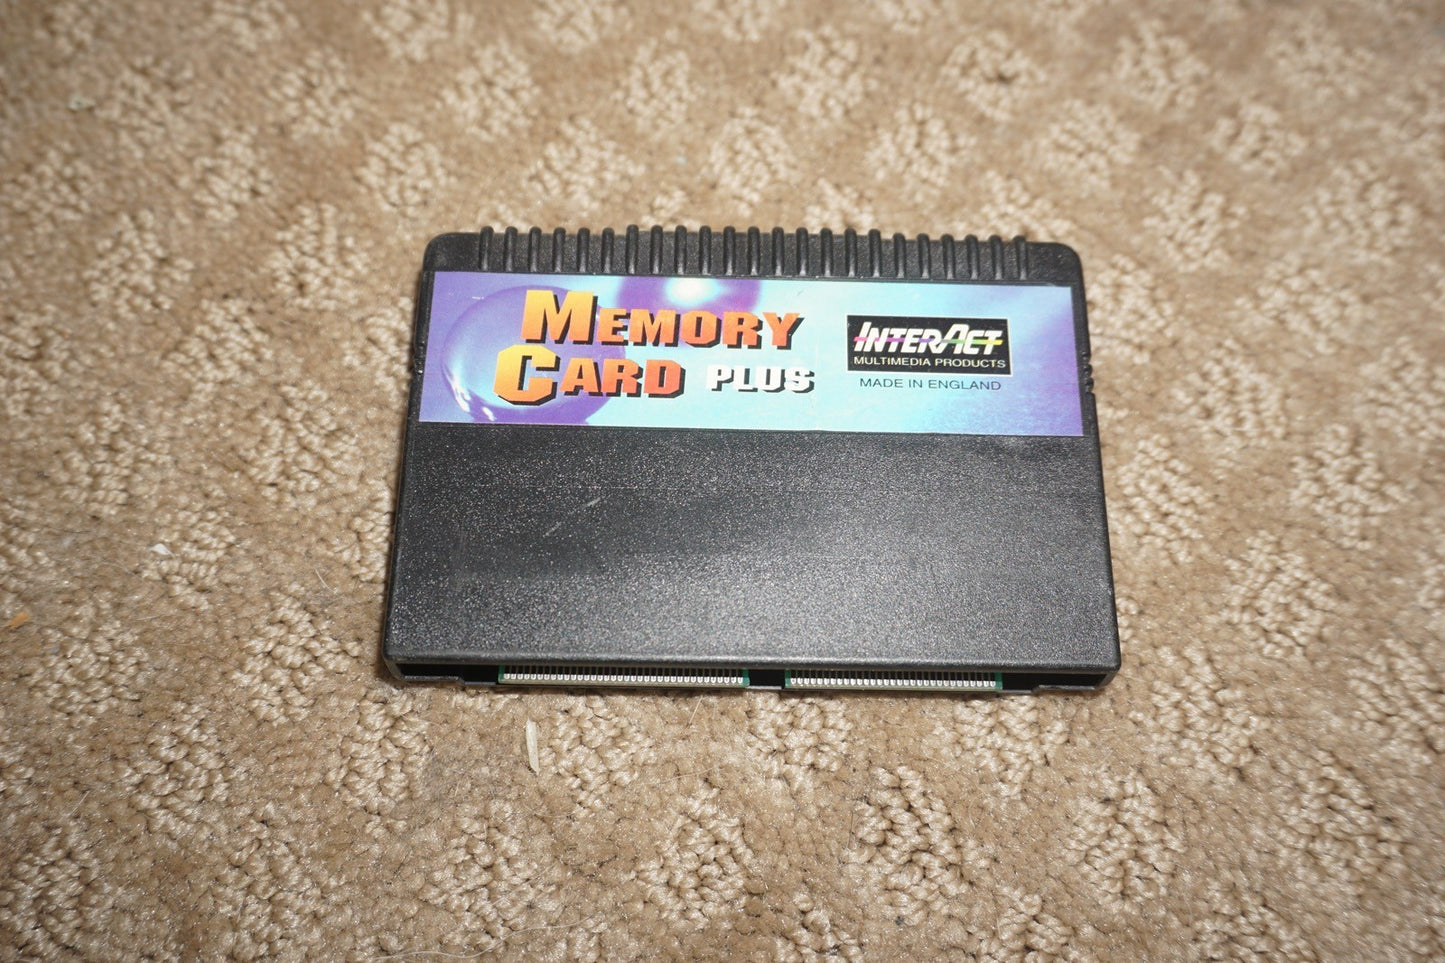 MEMORY
CARD PLUS
INTERACT
MULTIMEDIA PRODUCTS
MADE IN ENGLAND